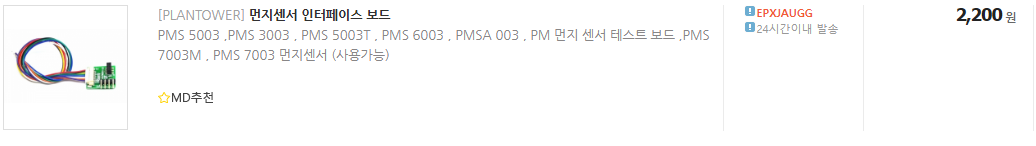 [PLANTOWER] 먼지센서 인터페이스 보드
PMS 5003 ,PMS 3003 , PMS 5003T , PMS 6003 , PMSA 003 , PM 먼지 센서 테스트 보드 ,PMS
7003M , PMS 7003 먼지센서 (사용가능)
☆MD추천
EPXJAUGG
24시간이내 발송
2,200 원